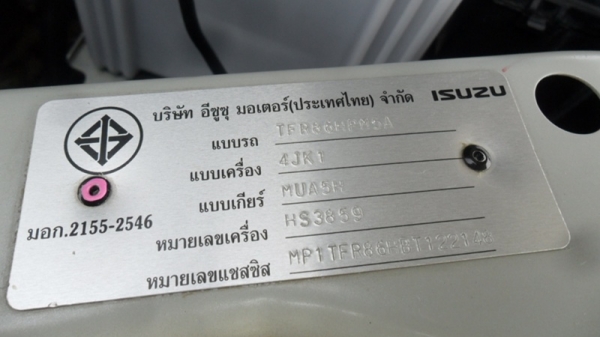 บริษัท อีซูซุ มอเตอร์(ประเทศไทย) จำกัด ISUZU
แบบรถ
แบบเครื่อง 4JK1
แบบเกียร์ MUA5H
มอก.2155-2546
หมายเลขเครื่อง HS3859
หมายเลขแชสซิส